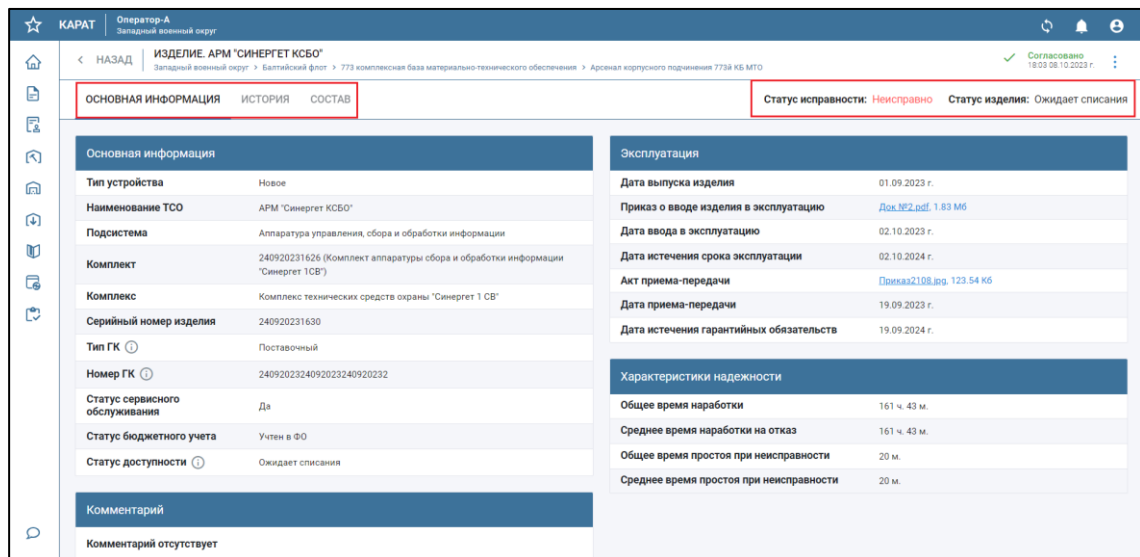 КАРАТ
Оператор-А
Западный военный округ
НАЗАД
ИЗДЕЛИЕ. АРМ "СИНЕРГЕТ КСБО"
Западный военный округ > Балтийский флот > 773 комплексная база материально-технического обеспечения > Арсенал корпусного подчинения 773й КБ МТО
Согласовано
18:03 08.10.2023 г.
ОСНОВНАЯ ИНФОРМАЦИЯ ИСТОРИЯ СОСТАВ
Статус исправности: Неисправно Статус изделия: Ожидает списания
Основная информация
Тип устройства Новое
Наименование ТСО АРМ "Синергет КСБО"
Подсистема Аппаратура управления, сбора и обработки информации
Комплект 240920231626 (Комплект аппаратуры сбора и обработки информации
"Синергет 1СВ")
Комплекс Комплекс технических средств охраны "Синергет 1 СВ"
Серийный номер изделия 240920231630
Тип ГК Поставочный
Номер ГК 2409202324092023240920232
Статус сервисного
обслуживания Да
Статус бюджетного учета Учтен в ФО
Статус доступности Ожидает списания
Комментарий
Комментарий отсутствует
Эксплуатация
Дата выпуска изделия 01.09.2023 г.
Приказ о вводе изделия в эксплуатацию Док №2.pdf, 1.83 Мб
Дата ввода в эксплуатацию 02.10.2023 г.
Дата истечения срока эксплуатации 02.10.2024 г.
Акт приема-передачи Приказ2108.jpg, 123.54 Кб
Дата приема-передачи 19.09.2023 г.
Дата истечения гарантийных обязательств 19.09.2024 г.
Характеристики надежности
Общее время наработки 161 ч. 43 м.
Среднее время наработки на отказ 161 ч. 43 м.
Общее время простоя при неисправности 20 м.
Среднее время простоя при неисправности 20 м.